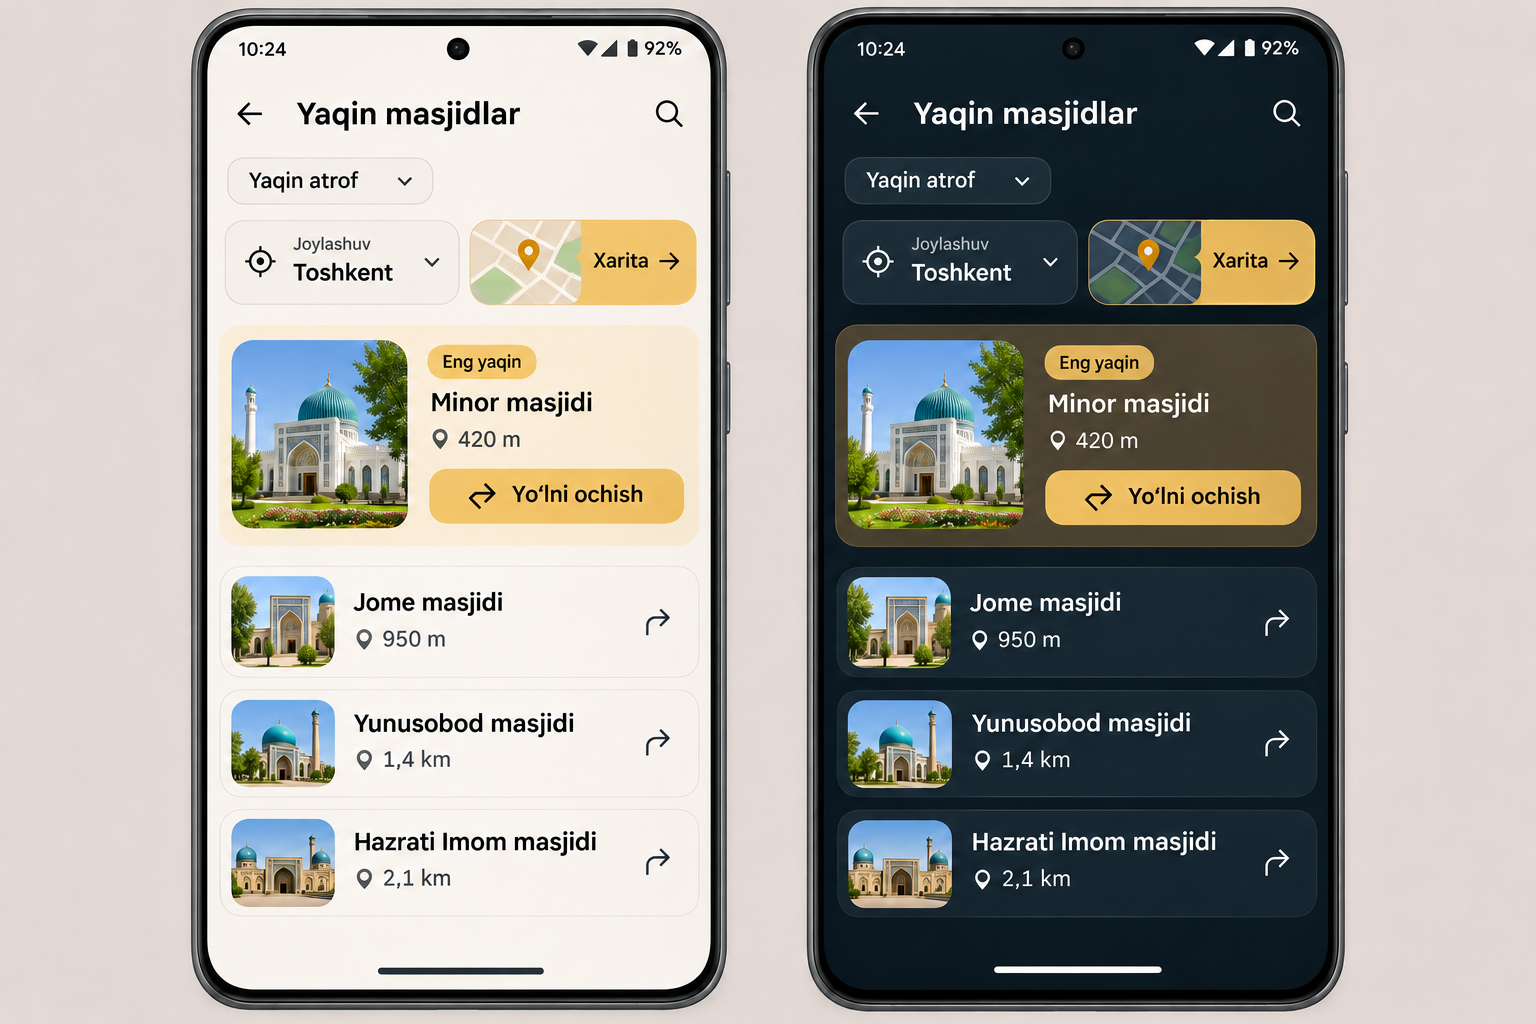 10:24
92%
Yaqin masjidlar
Yaqin atrof
Joylashuv
Toshkent
Xarita
Eng yaqin
Minor masjidi
420 m
Yo‘lni ochish
Jome masjidi
950 m
Yunusobod masjidi
1,4 km
Hazrati Imom masjidi
2,1 km
10:24
92%
Yaqin masjidlar
Yaqin atrof
Joylashuv
Toshkent
Xarita
Eng yaqin
Minor masjidi
420 m
Yo‘lni ochish
Jome masjidi
950 m
Yunusobod masjidi
1,4 km
Hazrati Imom masjidi
2,1 km